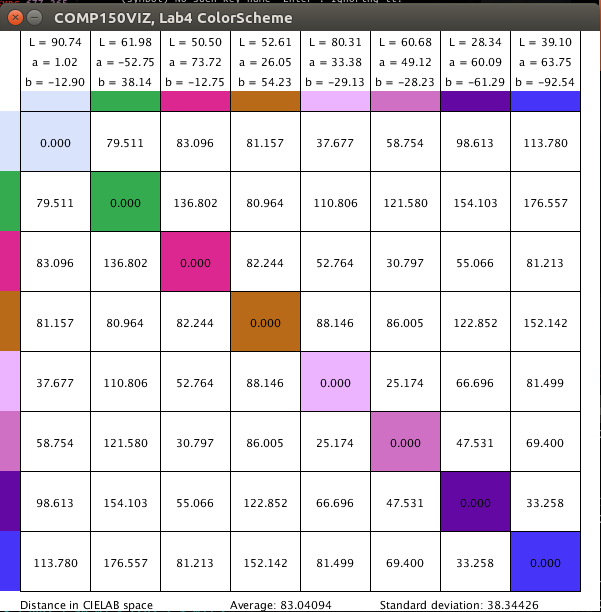 COMP150VIZ, Lab4 ColorScheme
L = 90.74 L = 61.98 L = 50.50 L = 52.61 L = 80.31 L = 60.68 L = 28.34 L = 39.10
a = 1.02 a = −52.75 a = 73.72 a = 26.05 a = 33.38 a = 49.12 a = 60.09 a = 63.75
b = −12.90 b = 38.14 b = −12.75 b = 54.23 b = −29.13 b = −28.23 b = −61.29 b = −92.54
0.000 79.511 83.096 81.157 37.677 58.754 98.613 113.780
79.511 0.000 136.802 80.964 110.806 121.580 154.103 176.557
83.096 136.802 0.000 82.244 52.764 30.797 55.066 81.213
81.157 80.964 82.244 0.000 88.146 86.005 122.852 152.142
37.677 110.806 52.764 88.146 0.000 25.174 66.696 81.499
58.754 121.580 30.797 86.005 25.174 0.000 47.531 69.400
98.613 154.103 55.066 122.852 66.696 47.531 0.000 33.258
113.780 176.557 81.213 152.142 81.499 69.400 33.258 0.000
Distance in CIELAB space Average: 83.04094 Standard deviation: 38.34426